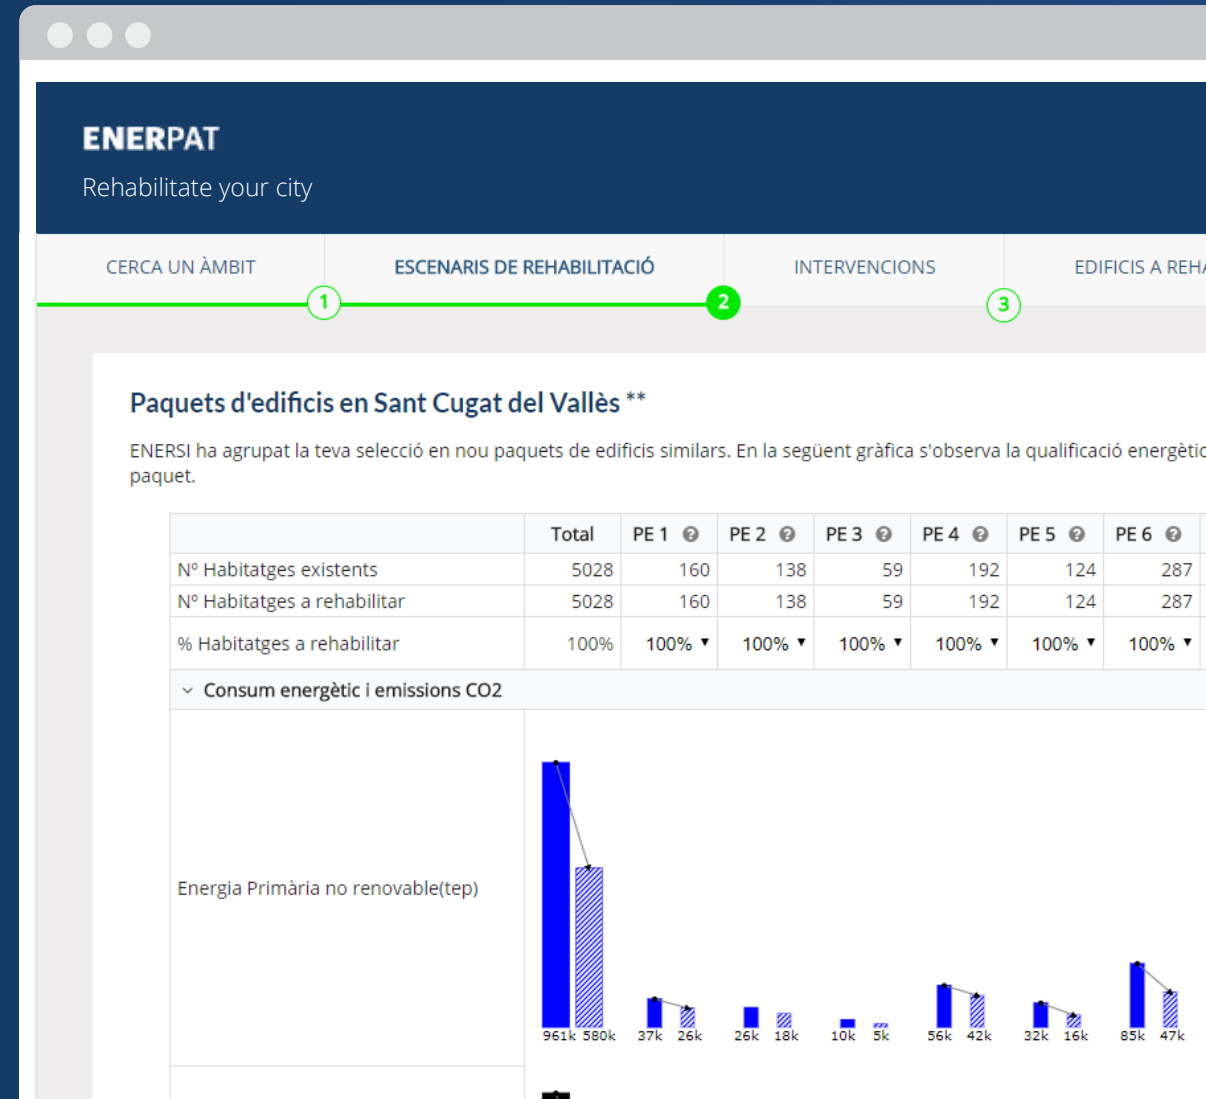 ENERPAT
Rehabilitate your city
CERCA UN ÀMBIT ESCENARIS DE REHABILITACIÓ INTERVENCIONS EDIFICIS A REHA
1 2 3
Paquets d'edificis en Sant Cugat del Vallès **
ENERSI ha agrupat la teva selecció en nou paquets de edificis similars. En la següent gràfica s'observa la qualificació energètic
paquet.
Total PE 1 ? PE 2 ? PE 3 ? PE 4 ? PE 5 ? PE 6 ?
Nº Habitatges existents 5028 160 138 59 192 124 287
Nº Habitatges a rehabilitar 5028 160 138 59 192 124 287
% Habitatges a rehabilitar 100% 100% 100% 100% 100% 100% 100%
Consum energètic i emissions CO2
Energia Primària no renovable(tep)
961k 580k 37k 26k 26k 18k 10k 5k 56k 42k 32k 16k 85k 47k